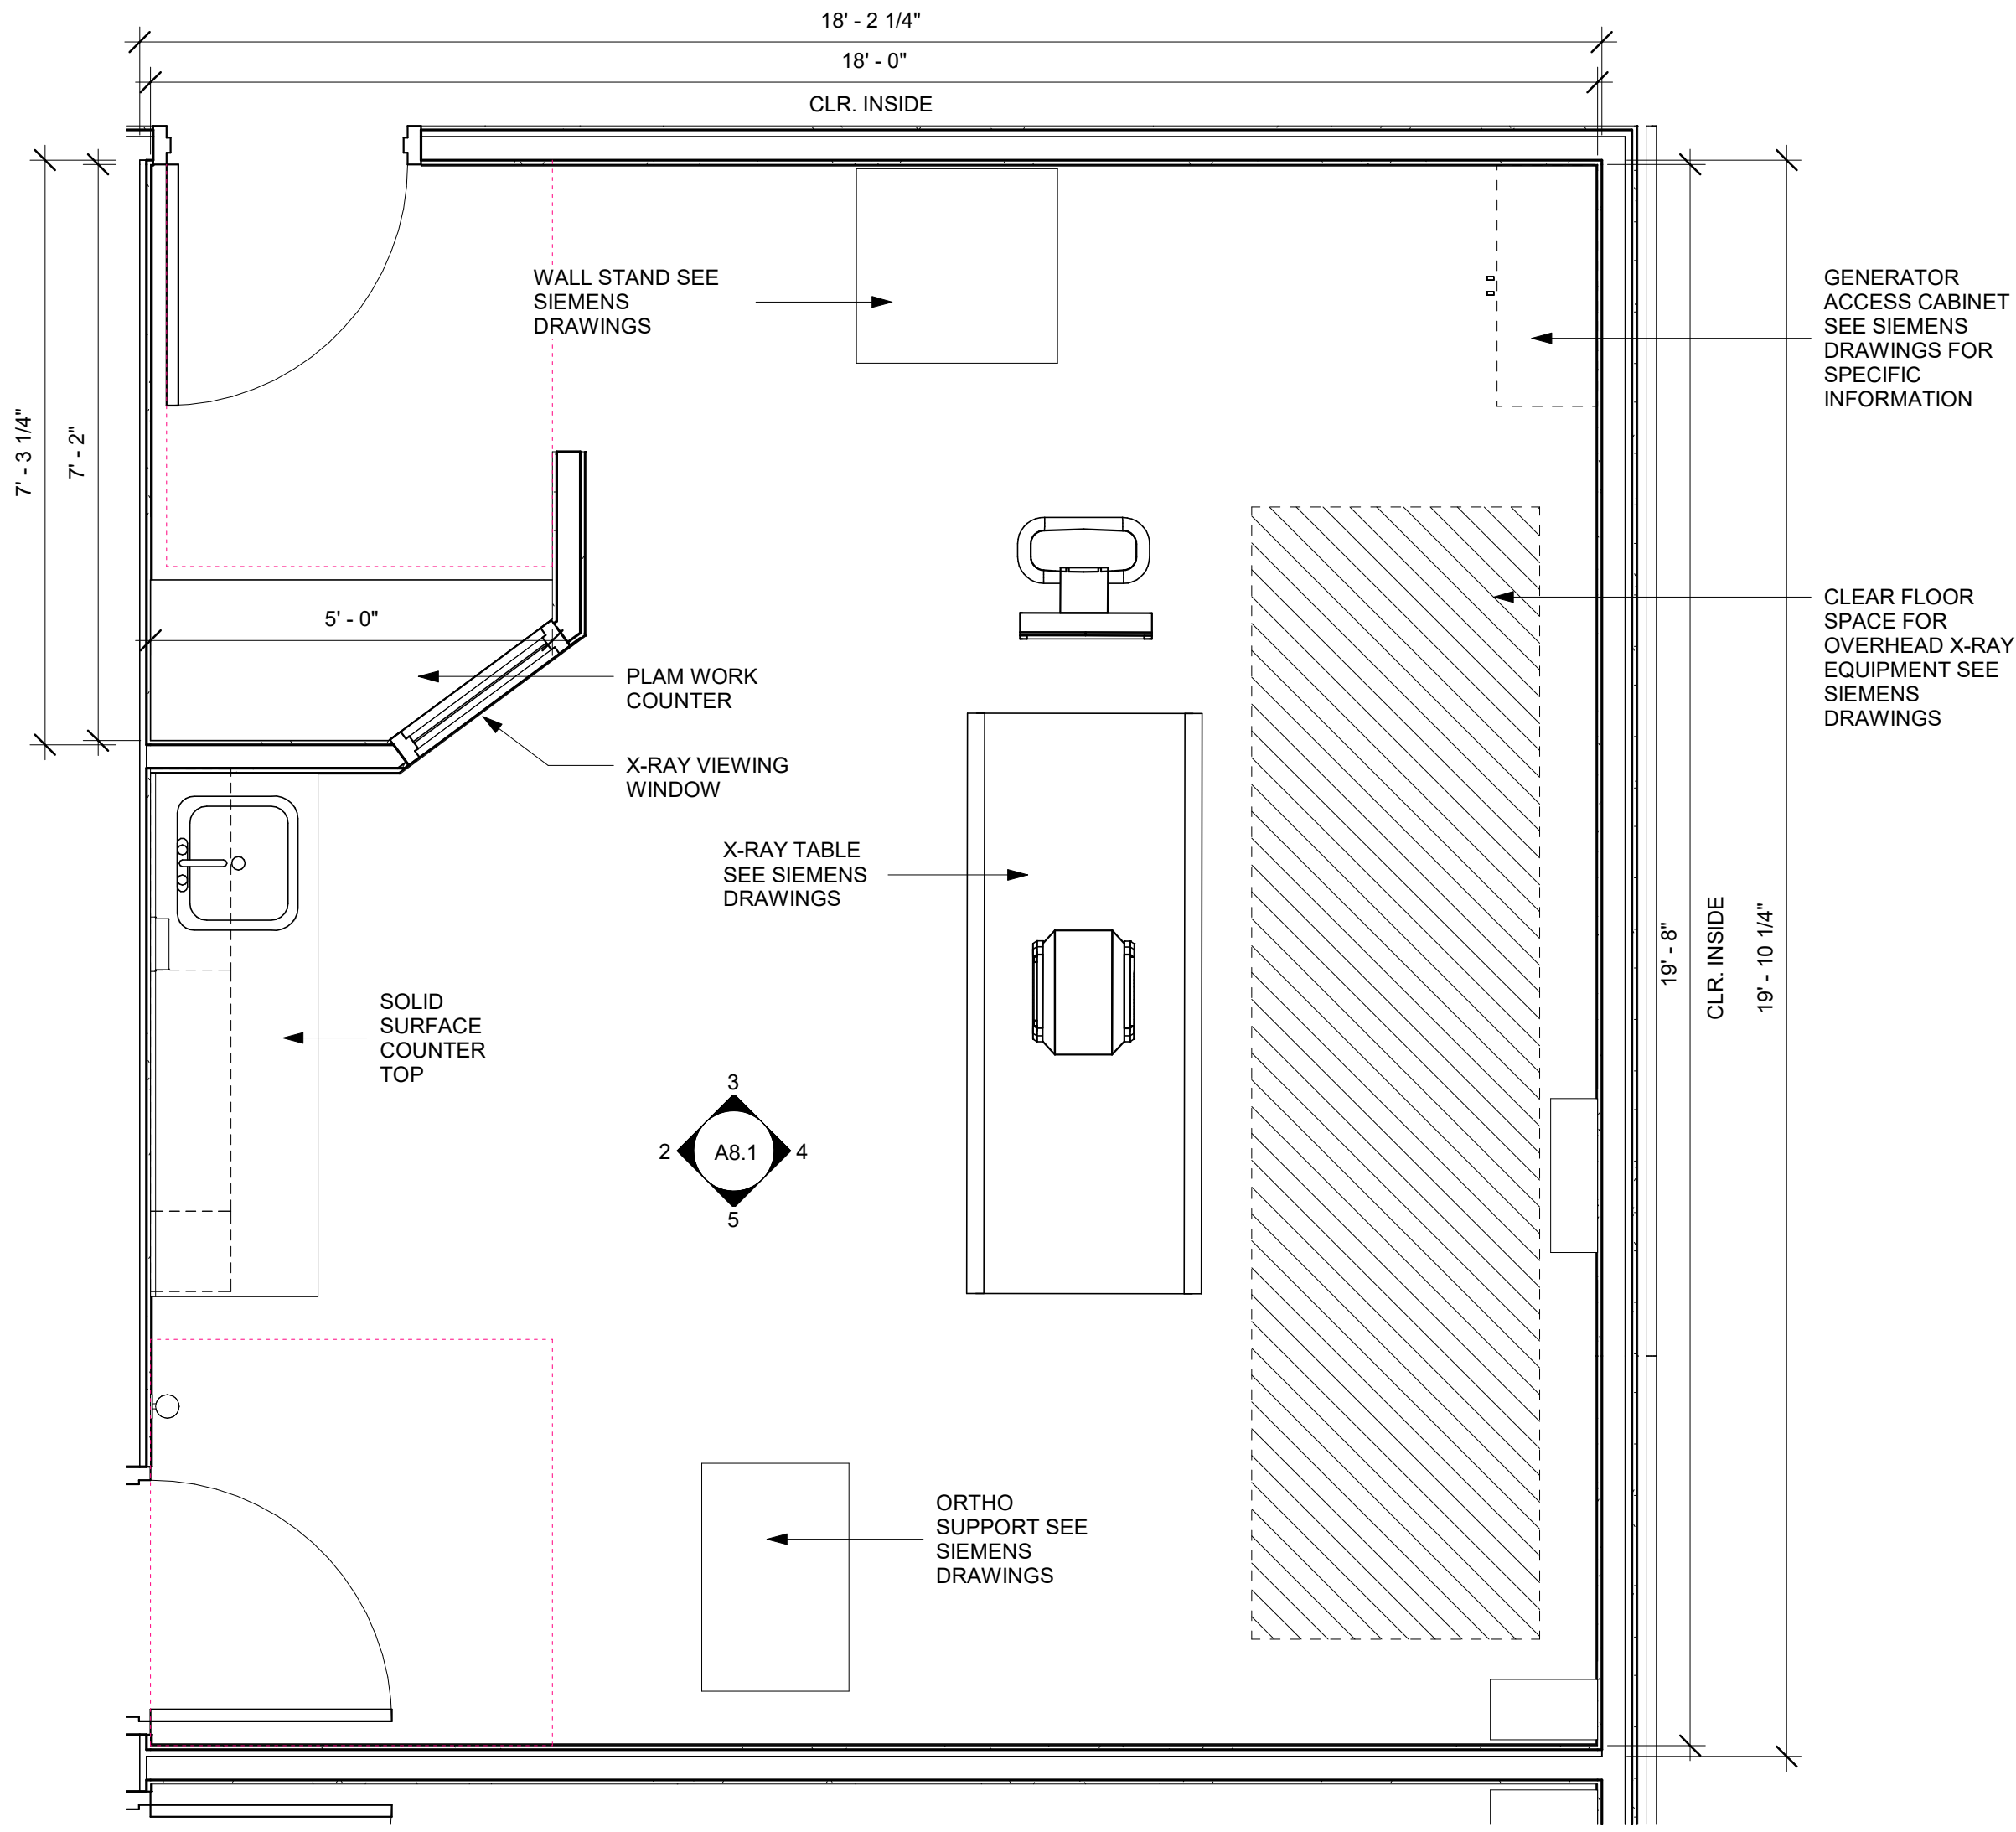 18' - 2 1/4"
18' - 0"
CLR. INSIDE
WALL STAND SEE
SIEMENS
DRAWINGS
GENERATOR
ACCESS CABINET
SEE SIEMENS
DRAWINGS FOR
SPECIFIC
INFORMATION
7' - 3 1/4"
7' - 2"
5' - 0"
PLAM WORK
COUNTER
X-RAY VIEWING
WINDOW
CLEAR FLOOR
SPACE FOR
OVERHEAD X-RAY
EQUIPMENT SEE
SIEMENS
DRAWINGS
X-RAY TABLE
SEE SIEMENS
DRAWINGS
19' - 8"
CLR. INSIDE
19' - 10 1/4"
SOLID
SURFACE
COUNTER
TOP
3
2
A8.1
4
5
ORTHO
SUPPORT SEE
SIEMENS
DRAWINGS